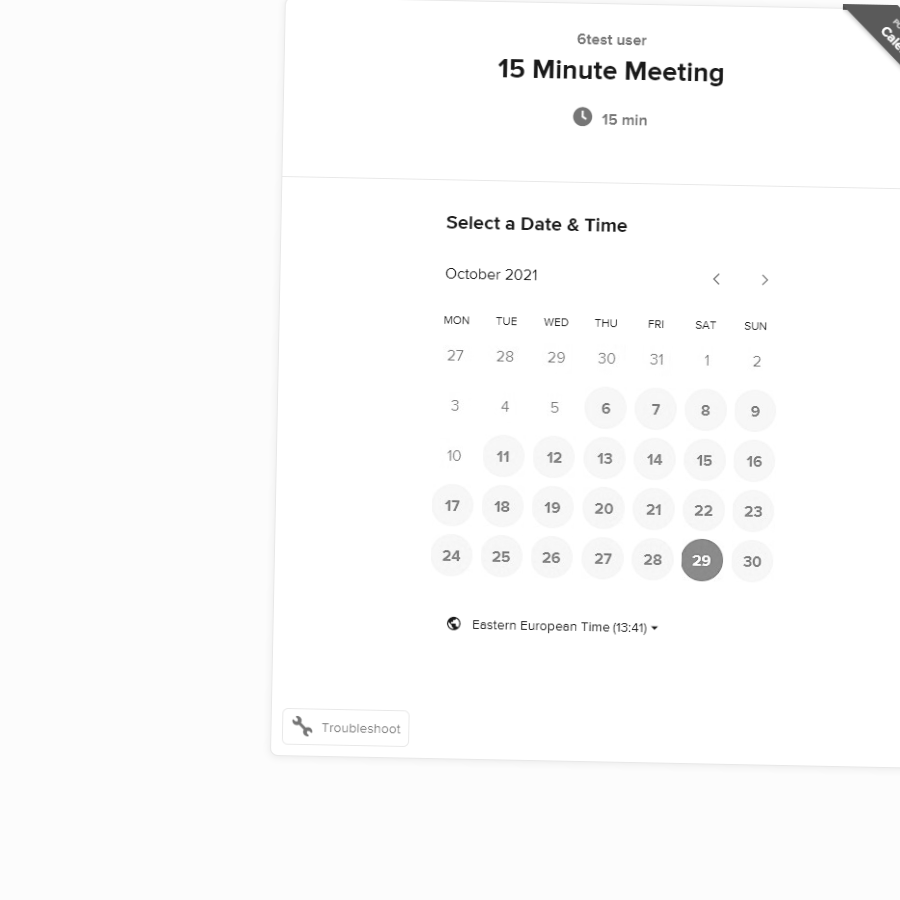 6test user
15 Minute Meeting
15 min
Select a Date & Time
October 2021
MON TUE WED THU FRI SAT SUN
27 28 29 30 31 1 2
3 4 5 6 7 8 9
10 11 12 13 14 15 16
17 18 19 20 21 22 23
24 25 26 27 28 29 30
Eastern European Time (13:41)
Troubleshoot